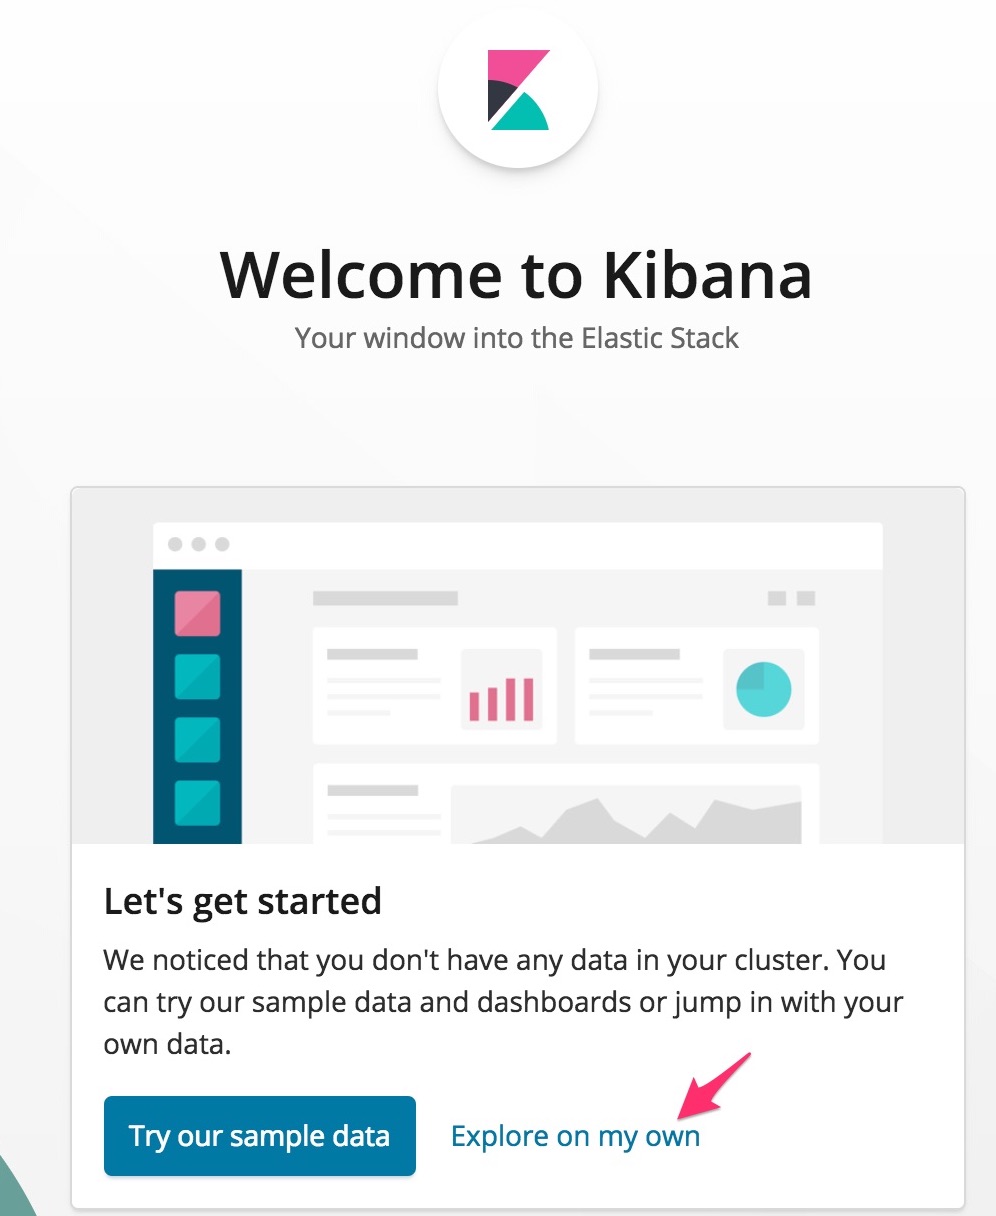 Welcome to Kibana
Your window into the Elastic Stack
Let's get started
We noticed that you don't have any data in your cluster. You
can try our sample data and dashboards or jump in with your
own data.
Try our sample data
Explore on my own